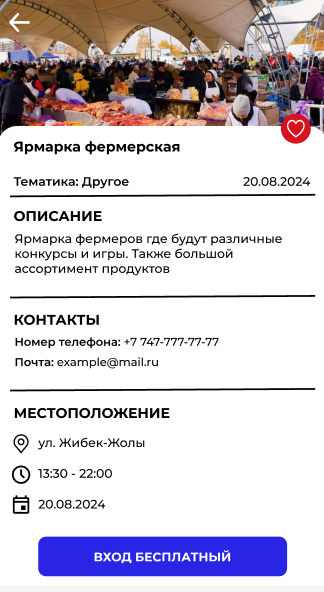 Ярмарка фермерская
Тематика: Другое 20.08.2024
ОПИСАНИЕ
Ярмарка фермеров где будут различные
конкурсы и игры. Также большой
ассортимент продуктов
КОНТАКТЫ
Номер телефона: +7 747-777-77-77
Почта: example@mail.ru
МЕСТОПОЛОЖЕНИЕ
ул. Жибек-Жолы
13:30 - 22:00
20.08.2024
ВХОД БЕСПЛАТНЫЙ